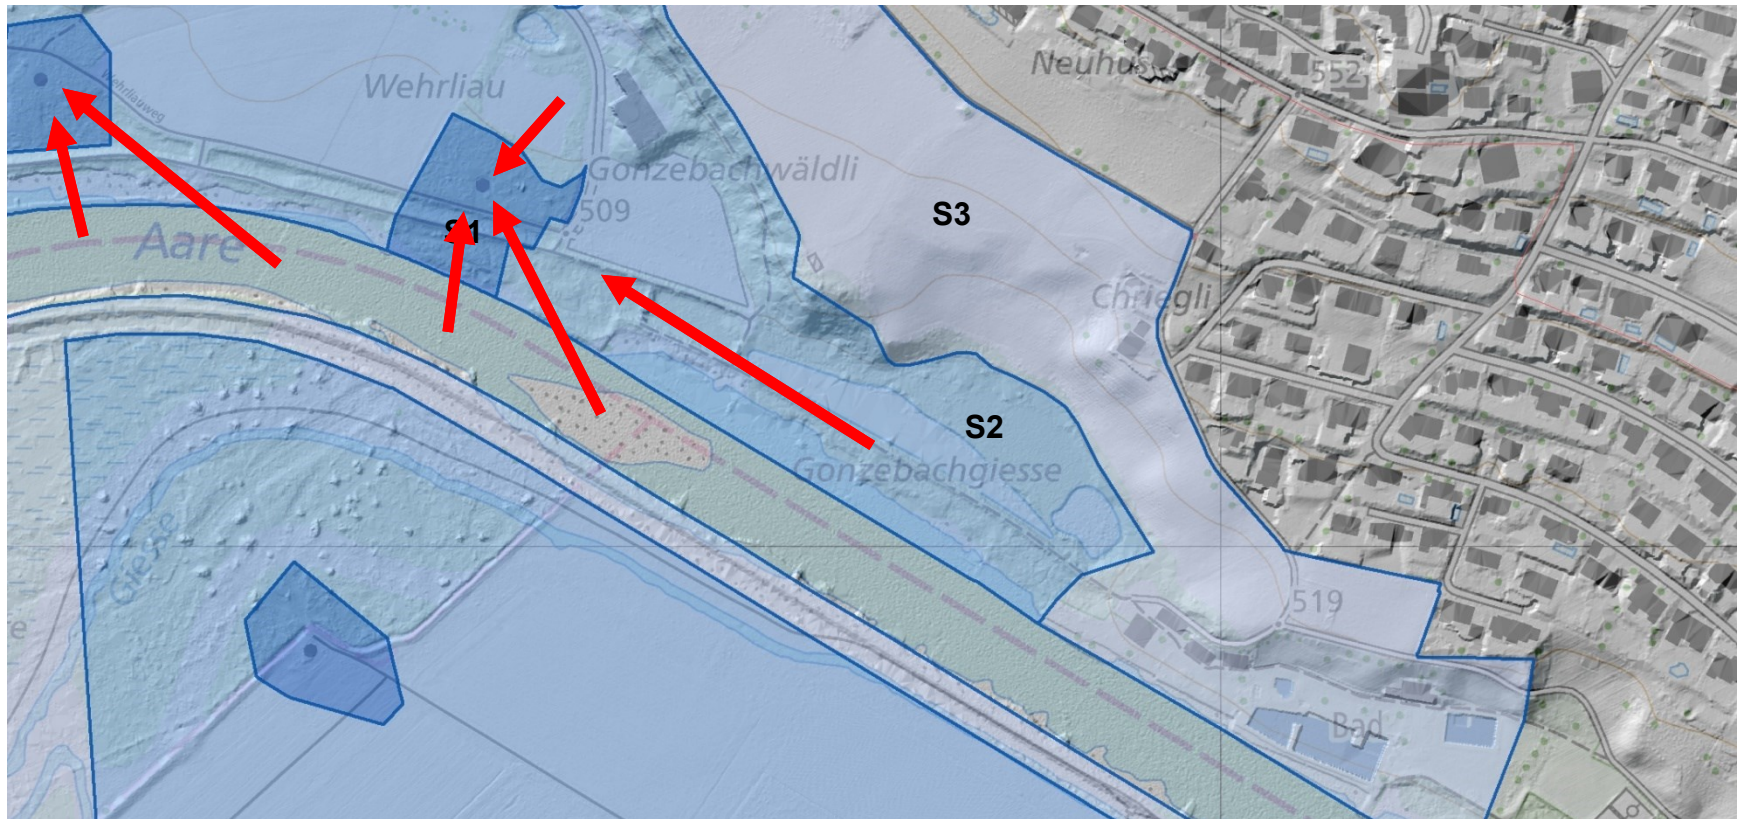 Neuhus
552
Wehrliau
Wehrliauweg
Gonzebachwäldli
509
S3
S1
Aare
Chriegli
S2
Gonzebachgiesse
Giesse
519
Bad